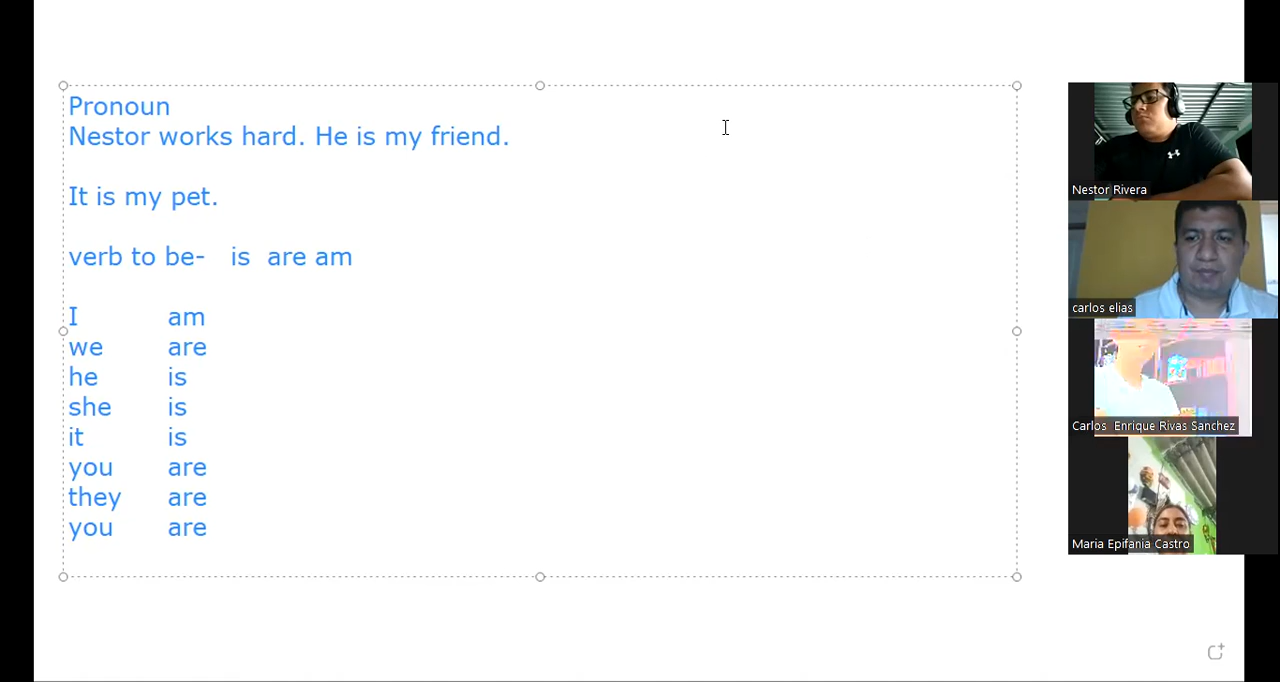 Pronoun
Nestor works hard. He is my friend.
It is my pet.
verb to be- is are am
I am
we are
he is
she is
it is
you are
they are
you are
Nestor Rivera
carlos elias
Carlos Enrique Rivas Sanchez
Maria Epifania Castro